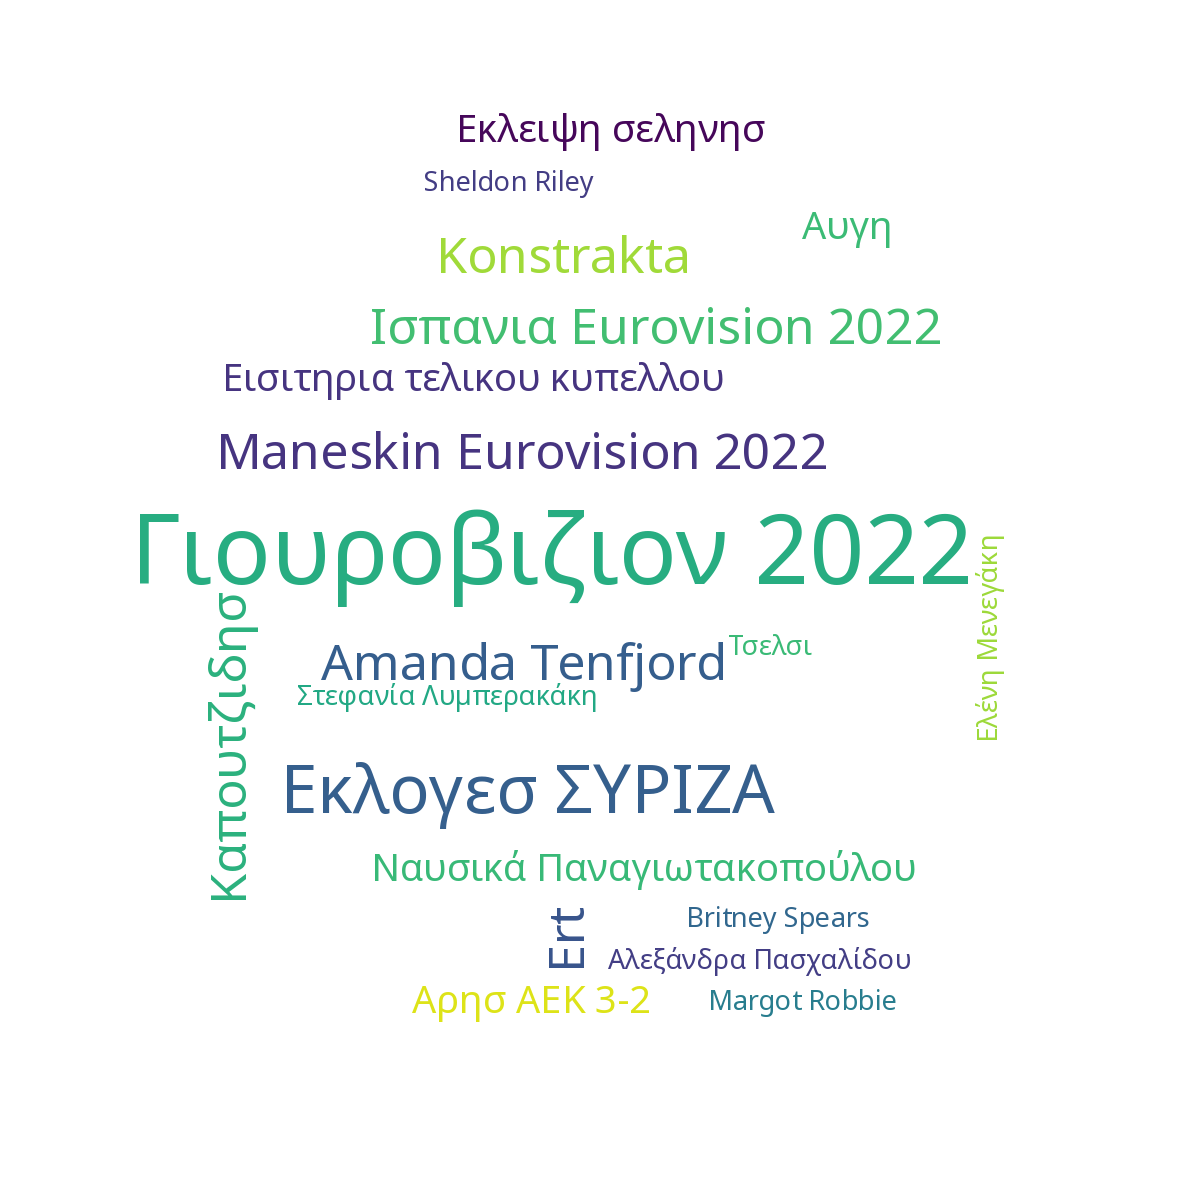 Εκλειψη σεληνησ
Sheldon Riley
Αυγη
Konstrakta
Ισπανια Eurovision 2022
Εισιτηρια τελικου κυπελλου
Maneskin Eurovision 2022
Γιουροβιζιον 2022
Ελένη Μενεγάκη
Καπουτζιδησ
Τσελσι
Amanda Tenfjord
Στεφανία Λυμπερακάκη
Εκλογεσ ΣΥΡΙΖΑ
Ναυσικά Παναγιωτακοπούλου
Ert
Britney Spears
Αλεξάνδρα Πασχαλίδου
Αρησ ΑΕΚ 3-2
Margot Robbie